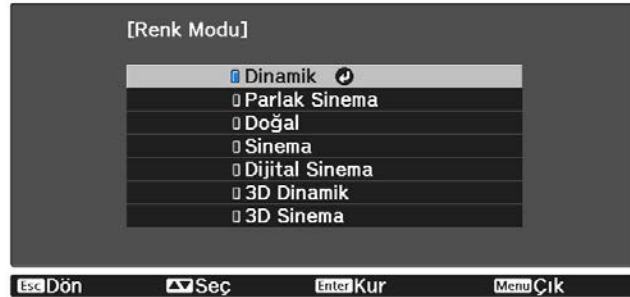 [Renk Modu]
Dinamik
Parlak Sinema
Doğal
Sinema
Dijital Sinema
3D Dinamik
3D Sinema
Esc Dön Seç Enter Kur Menu Çık